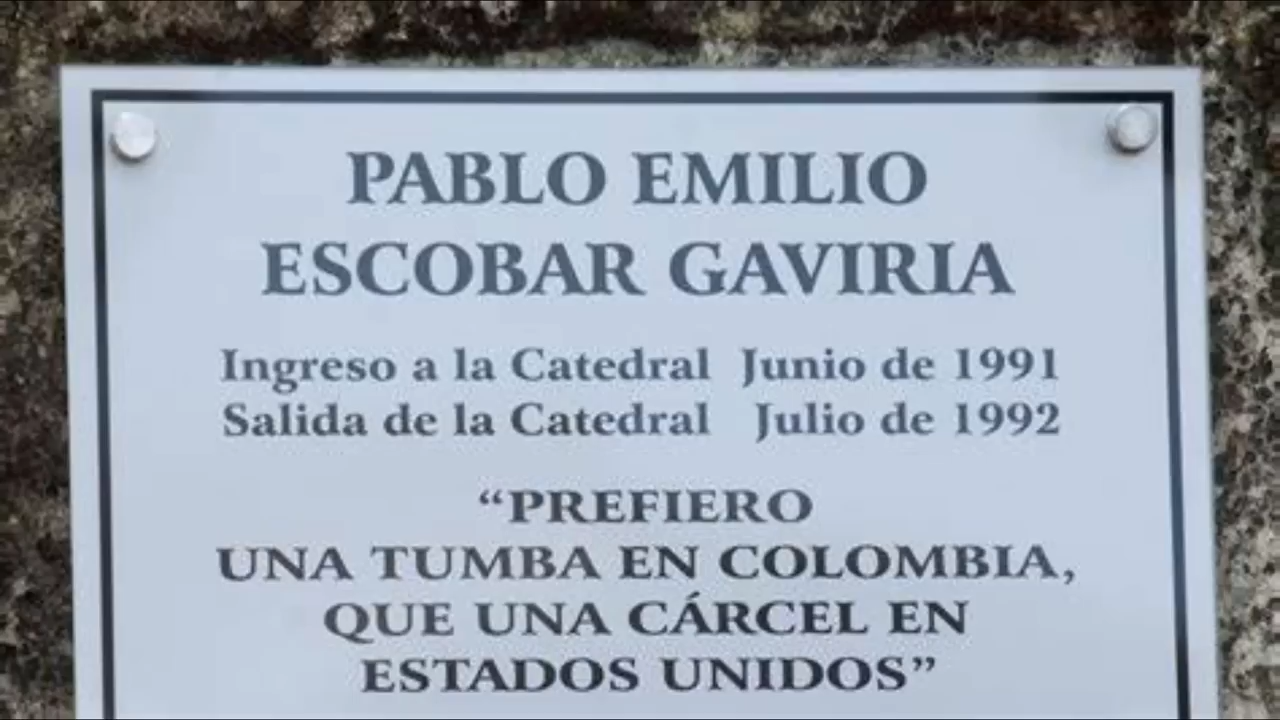 PABLO EMILIO
ESCOBAR GAVIRIA
Ingreso a la Catedral Junio de 1991
Salida de la Catedral Julio de 1992
“PREFIERO
UNA TUMBA EN COLOMBIA,
QUE UNA CÁRCEL EN
ESTADOS UNIDOS”